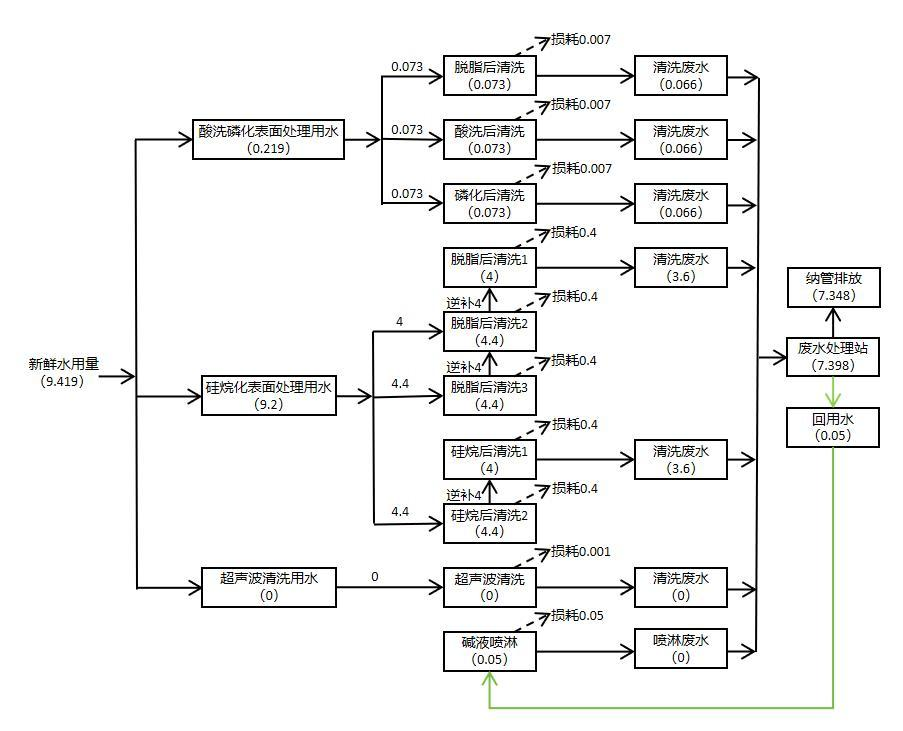 损耗0.007
0.073
脱脂后清洗
（0.073）
清洗废水
（0.066）
损耗0.007
酸洗磷化表面处理用水
（0.219）
0.073
酸洗后清洗
（0.073）
清洗废水
（0.066）
损耗0.007
0.073
磷化后清洗
（0.073）
清洗废水
（0.066）
损耗0.4
脱脂后清洗1
（4）
清洗废水
（3.6）
逆补4
损耗0.4
4
脱脂后清洗2
（4.4）
纳管排放
（7.348）
逆补4
损耗0.4
新鲜水用量
（9.419）
硅烷化表面处理用水
（9.2）
4.4
脱脂后清洗3
（4.4）
废水处理站
（7.398）
回用水
（0.05）
损耗0.4
硅烷后清洗1
（4）
清洗废水
（3.6）
逆补4
损耗0.4
4.4
硅烷后清洗2
（4.4）
损耗0.001
超声波清洗用水
（0）
0
超声波清洗
（0）
清洗废水
（0）
损耗0.05
碱液喷淋
（0.05）
喷淋废水
（0）